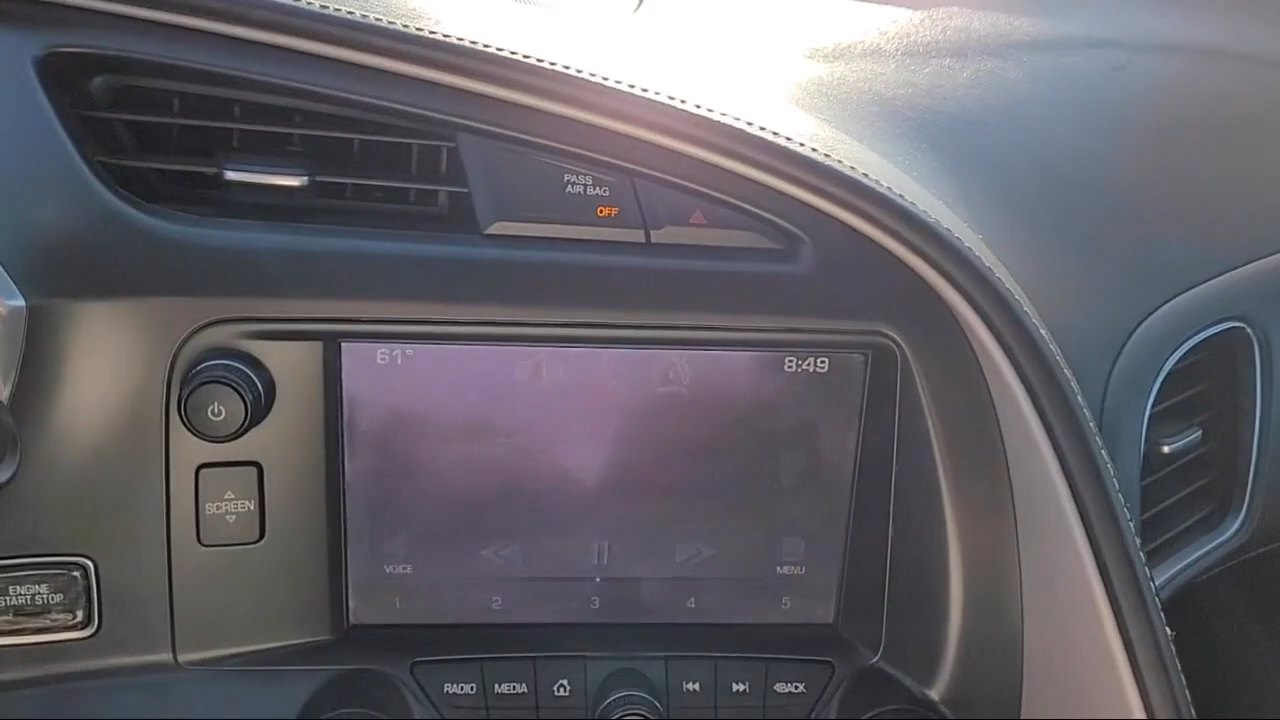 PASS
AIR BAG
OFF
61° 8:49
SCREEN
VOICE MENU
1 2 3 4 5
ENGINE
START STOP
RADIO MEDIA BACK